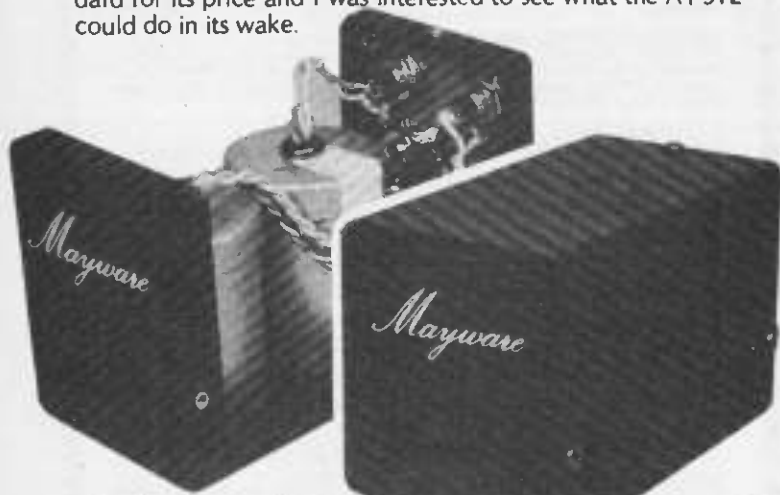 dard for its price and I was interested to see what the
could do in its wake.
Mayware
Mayware